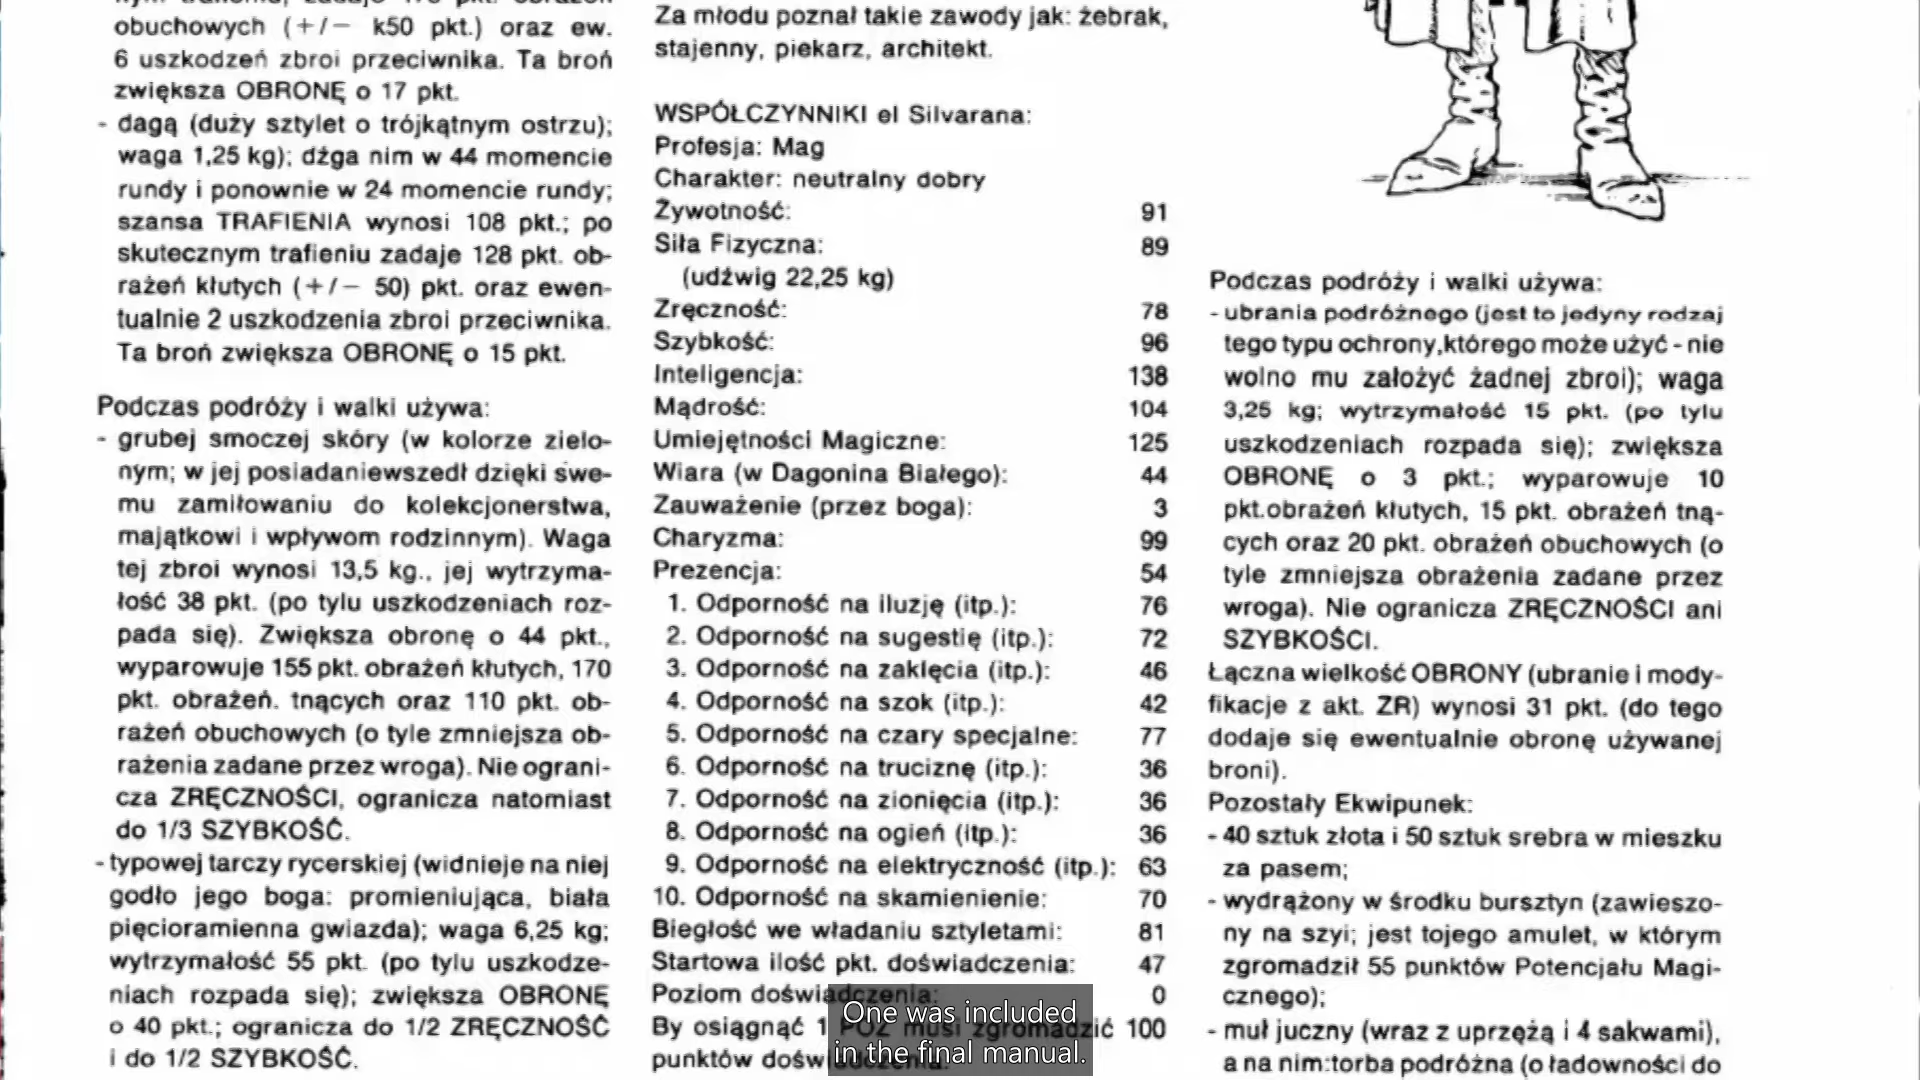 obuchowych (+/− k50 pkt.) oraz ew.
6 uszkodzeń zbroi przeciwnika. Ta broń
zwiększa OBRONĘ o 17 pkt.
- dagą (duży sztylet o trójkątnym ostrzu);
waga 1,25 kg); dźga nim w 44 momencie
rundy i ponownie w 24 momencie rundy;
szansa TRAFIENIA wynosi 108 pkt.; po
skutecznym trafieniu zadaje 128 pkt. ob-
rażeń kłutych (+/− 50) pkt. oraz ewen-
tualnie 2 uszkodzenia zbroi przeciwnika.
Ta broń zwiększa OBRONĘ o 15 pkt.
Podczas podróży i walki używa:
- grubej smoczej skóry (w kolorze zielo-
nym; w jej posiadaniewszedł dzięki swe-
mu zamiłowaniu do kolekcjonerstwa,
majątkowi i wpływom rodzinnym). Waga
tej zbroi wynosi 13,5 kg., jej wytrzyma-
łość 38 pkt. (po tylu uszkodzeniach roz-
pada się). Zwiększa obronę o 44 pkt.,
wyparowuje 155 pkt. obrażeń kłutych, 170
pkt. obrażeń. tnących oraz 110 pkt. ob-
rażeń obuchowych (o tyle zmniejsza ob-
rażenia zadane przez wroga). Nie ograni-
cza ZRĘCZNOŚCI, ogranicza natomiast
do 1/3 SZYBKOŚĆ.
- typowej tarczy rycerskiej (widnieje na niej
godło jego boga: promieniująca, biała
pięcioramienna gwiazda); waga 6,25 kg;
wytrzymałość 55 pkt. (po tylu uszkodze-
niach rozpada się); zwiększa OBRONĘ
o 40 pkt.; ogranicza do 1/2 ZRĘCZNOŚĆ
i do 1/2 SZYBKOŚĆ.
Za młodu poznał takie zawody jak: żebrak,
stajenny, piekarz, architekt.
WSPÓŁCZYNNIKI el Silvarana:
Profesja: Mag
Charakter: neutralny dobry
Żywotność: 91
Siła Fizyczna: 89
(udźwig 22,25 kg)
Zręczność: 78
Szybkość: 96
Inteligencja: 138
Mądrość: 104
Umiejętności Magiczne: 125
Wiara (w Dagonina Białego): 44
Zauważenie (przez boga): 3
Charyzma: 99
Prezencja: 54
1. Odporność na iluzję (itp.): 76
2. Odporność na sugestię (itp.): 72
3. Odporność na zaklęcia (itp.): 46
4. Odporność na szok (itp.): 42
5. Odporność na czary specjalne: 77
6. Odporność na truciznę (itp.): 36
7. Odporność na zionięcia (itp.): 36
8. Odporność na ogień (itp.): 36
9. Odporność na elektryczność (itp.): 63
10. Odporność na skamienienie: 70
Biegłość we władaniu sztyletami: 81
Startowa ilość pkt. doświadczenia: 47
Poziom doświadczenia: 0
By osiągnąć 1 POZ musi zgromadzić 100
punktów doświadczenia.
Podczas podróży i walki używa:
- ubrania podróżnego (jest to jedyny rodzaj
tego typu ochrony,którego może użyć - nie
wolno mu założyć żadnej zbroi); waga
3,25 kg; wytrzymałość 15 pkt. (po tylu
uszkodzeniach rozpada się); zwiększa
OBRONĘ o 3 pkt.; wyparowuje 10
pkt.obrażeń kłutych, 15 pkt. obrażeń tną-
cych oraz 20 pkt. obrażeń obuchowych (o
tyle zmniejsza obrażenia zadane przez
wroga). Nie ogranicza ZRĘCZNOŚCI ani
SZYBKOŚCI.
Łączna wielkość OBRONY (ubranie i mody-
fikacje z akt. ZR) wynosi 31 pkt. (do tego
dodaje się ewentualnie obronę używanej
broni).
Pozostały Ekwipunek:
- 40 sztuk złota i 50 sztuk srebra w mieszku
za pasem;
- wydrążony w środku bursztyn (zawieszo-
ny na szyi; jest tojego amulet, w którym
zgromadził 55 punktów Potencjału Magi-
cznego);
- muł juczny (wraz z uprzężą i 4 sakwami),
a na nim:torba podróżna (o ładowności do
One was included
in the final manual.